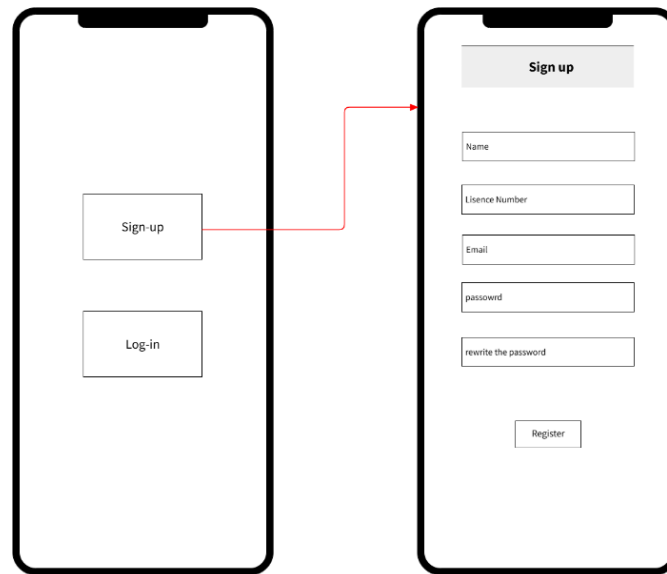 Sign-up
Log-in
Sign up
Name
Lisence Number
Email
passowrd
rewrite the password
Register